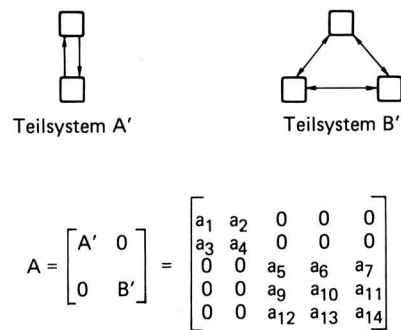 Teilsystem A' Teilsystem B'
A = [A' 0 0 B'] = [a₁ a₂ 0 0 0
a₃ a₄ 0 0 0
0 0 a₅ a₆ a₇
0 0 a₉ a₁₀ a₁₁
0 0 a₁₂ a₁₃ a₁₄]